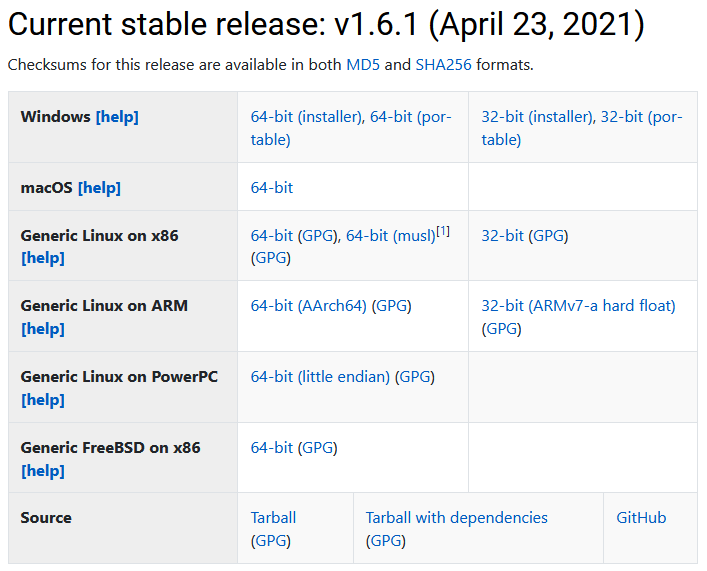 Current stable release: v1.6.1 (April 23, 2021)
Checksums for this release are available in both MD5 and SHA256 formats.
Windows [help]
64-bit (installer), 64-bit (por-
table)
32-bit (installer), 32-bit (por-
table)
macOS [help]
64-bit
Generic Linux on x86
[help]
64-bit (GPG), 64-bit (musl)[1]
(GPG)
32-bit (GPG)
Generic Linux on ARM
[help]
64-bit (AArch64) (GPG)
32-bit (ARMv7-a hard float)
(GPG)
Generic Linux on PowerPC
[help]
64-bit (little endian) (GPG)
Generic FreeBSD on x86
[help]
64-bit (GPG)
Source
Tarball
(GPG)
Tarball with dependencies
(GPG)
GitHub